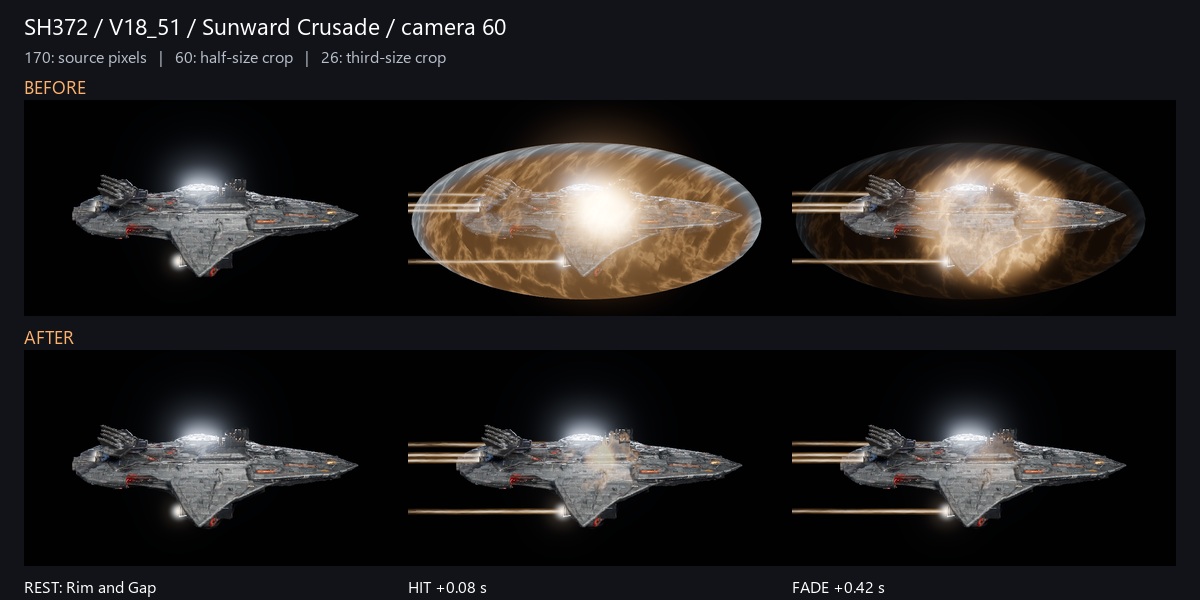 SH372 / V18_51 / Sunward Crusade / camera 60
170: source pixels | 60: half-size crop | 26: third-size crop
BEFORE
AFTER
REST: Rim and Gap
HIT +0.08 s
FADE +0.42 s